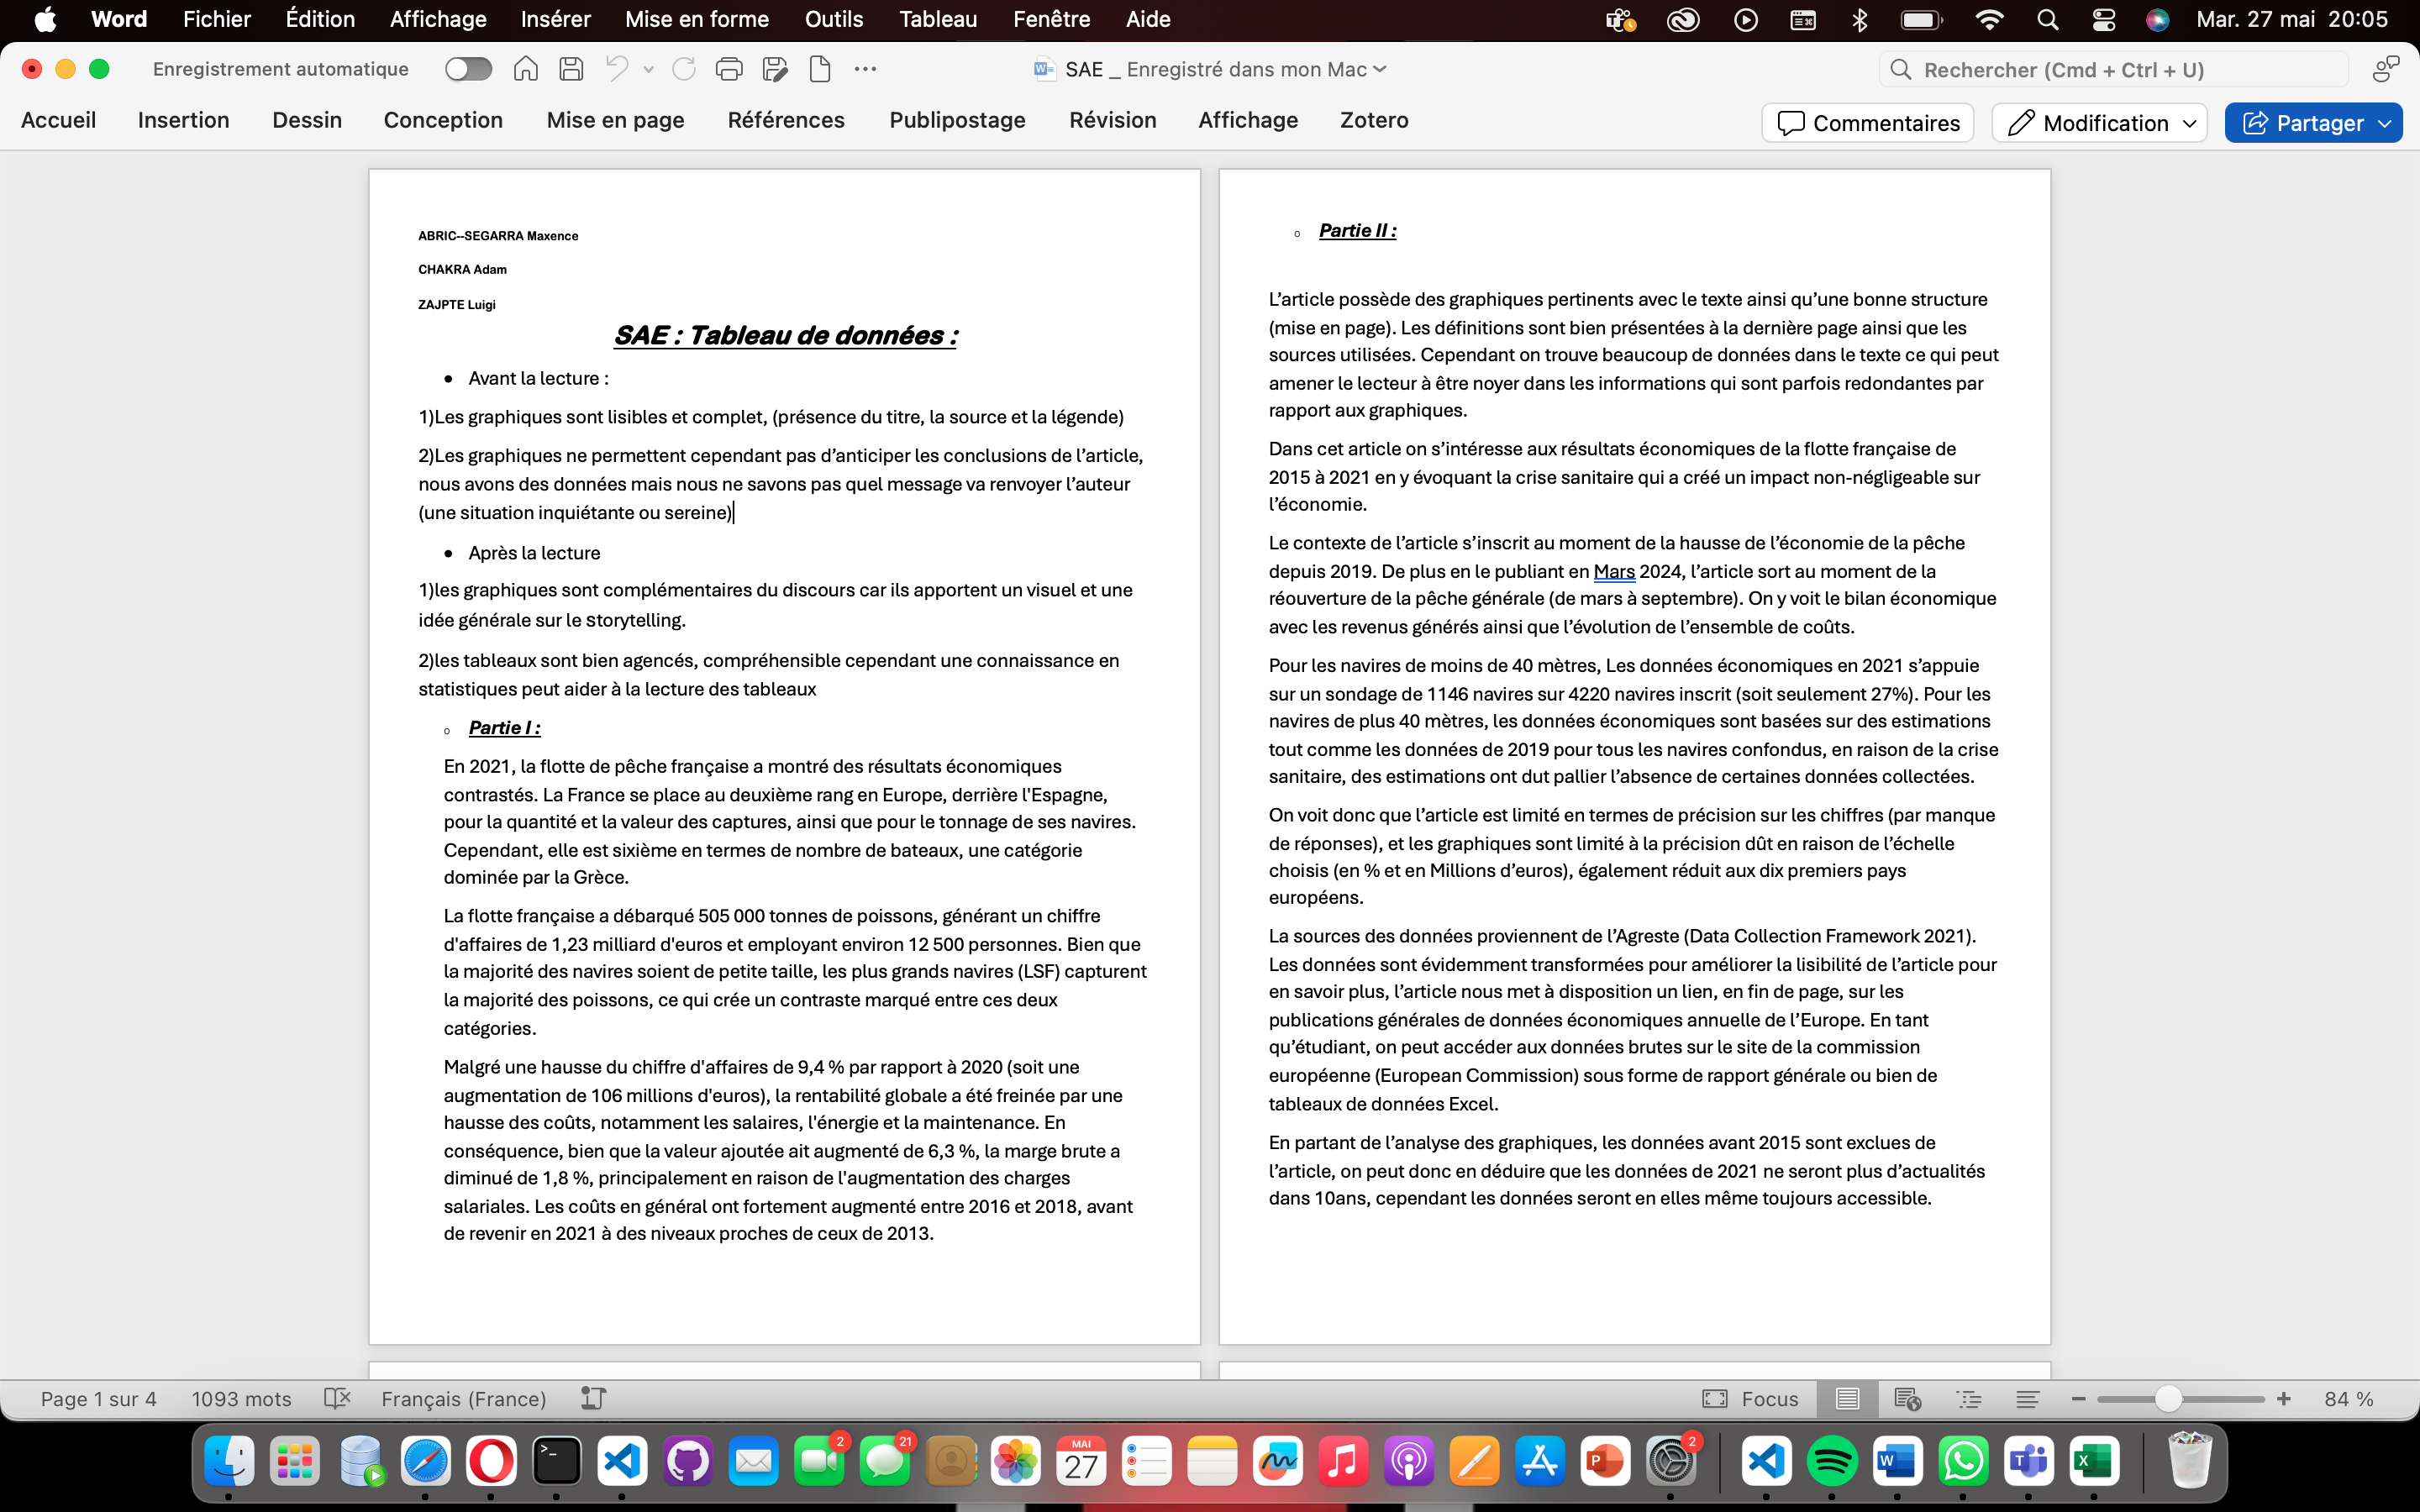 Word Fichier Édition Affichage Insérer Mise en forme Outils Tableau Fenêtre Aide Mar. 27 mai 20:05
Enregistrement automatique SAE _ Enregistré dans mon Mac Rechercher (Cmd + Ctrl + U)
Accueil Insertion Dessin Conception Mise en page Références Publipostage Révision Affichage Zotero Commentaires Modification Partager
ABRIC--SEGARRA Maxence
CHAKRA Adam
ZAJPTE Luigi
SAE : Tableau de données :
• Avant la lecture :
1)Les graphiques sont lisibles et complet, (présence du titre, la source et la légende)
2)Les graphiques ne permettent cependant pas d’anticiper les conclusions de l’article,
nous avons des données mais nous ne savons pas quel message va renvoyer l’auteur
(une situation inquiétante ou sereine)
• Après la lecture
1)les graphiques sont complémentaires du discours car ils apportent un visuel et une
idée générale sur le storytelling.
2)les tableaux sont bien agencés, compréhensible cependant une connaissance en
statistiques peut aider à la lecture des tableaux
o Partie I :
En 2021, la flotte de pêche française a montré des résultats économiques
contrastés. La France se place au deuxième rang en Europe, derrière l'Espagne,
pour la quantité et la valeur des captures, ainsi que pour le tonnage de ses navires.
Cependant, elle est sixième en termes de nombre de bateaux, une catégorie
dominée par la Grèce.
La flotte française a débarqué 505 000 tonnes de poissons, générant un chiffre
d'affaires de 1,23 milliard d'euros et employant environ 12 500 personnes. Bien que
la majorité des navires soient de petite taille, les plus grands navires (LSF) capturent
la majorité des poissons, ce qui crée un contraste marqué entre ces deux
catégories.
Malgré une hausse du chiffre d'affaires de 9,4 % par rapport à 2020 (soit une
augmentation de 106 millions d'euros), la rentabilité globale a été freinée par une
hausse des coûts, notamment les salaires, l'énergie et la maintenance. En
conséquence, bien que la valeur ajoutée ait augmenté de 6,3 %, la marge brute a
diminué de 1,8 %, principalement en raison de l'augmentation des charges
salariales. Les coûts en général ont fortement augmenté entre 2016 et 2018, avant
de revenir en 2021 à des niveaux proches de ceux de 2013.
o Partie II :
L’article possède des graphiques pertinents avec le texte ainsi qu’une bonne structure
(mise en page). Les définitions sont bien présentées à la dernière page ainsi que les
sources utilisées. Cependant on trouve beaucoup de données dans le texte ce qui peut
amener le lecteur à être noyer dans les informations qui sont parfois redondantes par
rapport aux graphiques.
Dans cet article on s’intéresse aux résultats économiques de la flotte française de
2015 à 2021 en y évoquant la crise sanitaire qui a créé un impact non-négligeable sur
l’économie.
Le contexte de l’article s’inscrit au moment de la hausse de l’économie de la pêche
depuis 2019. De plus en le publiant en Mars 2024, l’article sort au moment de la
réouverture de la pêche générale (de mars à septembre). On y voit le bilan économique
avec les revenus générés ainsi que l’évolution de l’ensemble de coûts.
Pour les navires de moins de 40 mètres, Les données économiques en 2021 s’appuie
sur un sondage de 1146 navires sur 4220 navires inscrit (soit seulement 27%). Pour les
navires de plus 40 mètres, les données économiques sont basées sur des estimations
tout comme les données de 2019 pour tous les navires confondus, en raison de la crise
sanitaire, des estimations ont dut pallier l’absence de certaines données collectées.
On voit donc que l’article est limité en termes de précision sur les chiffres (par manque
de réponses), et les graphiques sont limité à la précision dût en raison de l’échelle
choisis (en % et en Millions d’euros), également réduit aux dix premiers pays
européens.
La sources des données proviennent de l’Agreste (Data Collection Framework 2021).
Les données sont évidemment transformées pour améliorer la lisibilité de l’article pour
en savoir plus, l’article nous met à disposition un lien, en fin de page, sur les
publications générales de données économiques annuelle de l’Europe. En tant
qu’étudiant, on peut accéder aux données brutes sur le site de la commission
européenne (European Commission) sous forme de rapport générale ou bien de
tableaux de données Excel.
En partant de l’analyse des graphiques, les données avant 2015 sont exclues de
l’article, on peut donc en déduire que les données de 2021 ne seront plus d’actualités
dans 10ans, cependant les données seront en elles même toujours accessible.
Page 1 sur 4 1093 mots Français (France) Focus 84 %
2 21 MAI 27 2